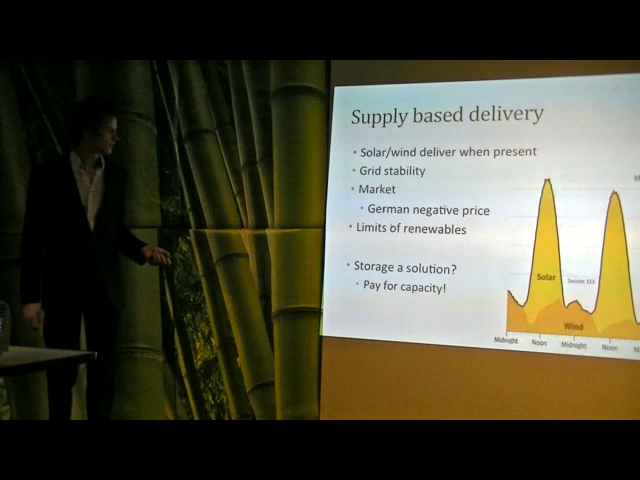 Supply based delivery
• Solar/wind deliver when present
• Grid stability
• Market
• German negative price
• Limits of renewables
• Storage a solution?
• Pay for capacity!
Solar
Source: EEX
Wind
Midnight Noon Midnight Noon